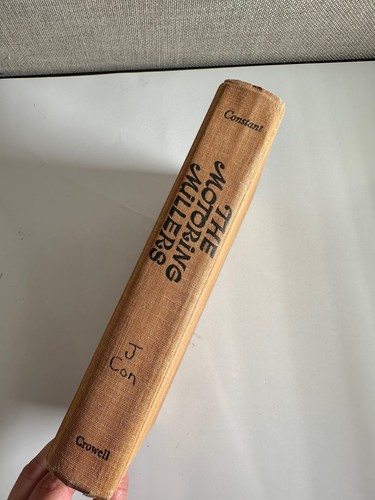 Constant
THE
MOTORING
MILLERS
J
Con
Crowell